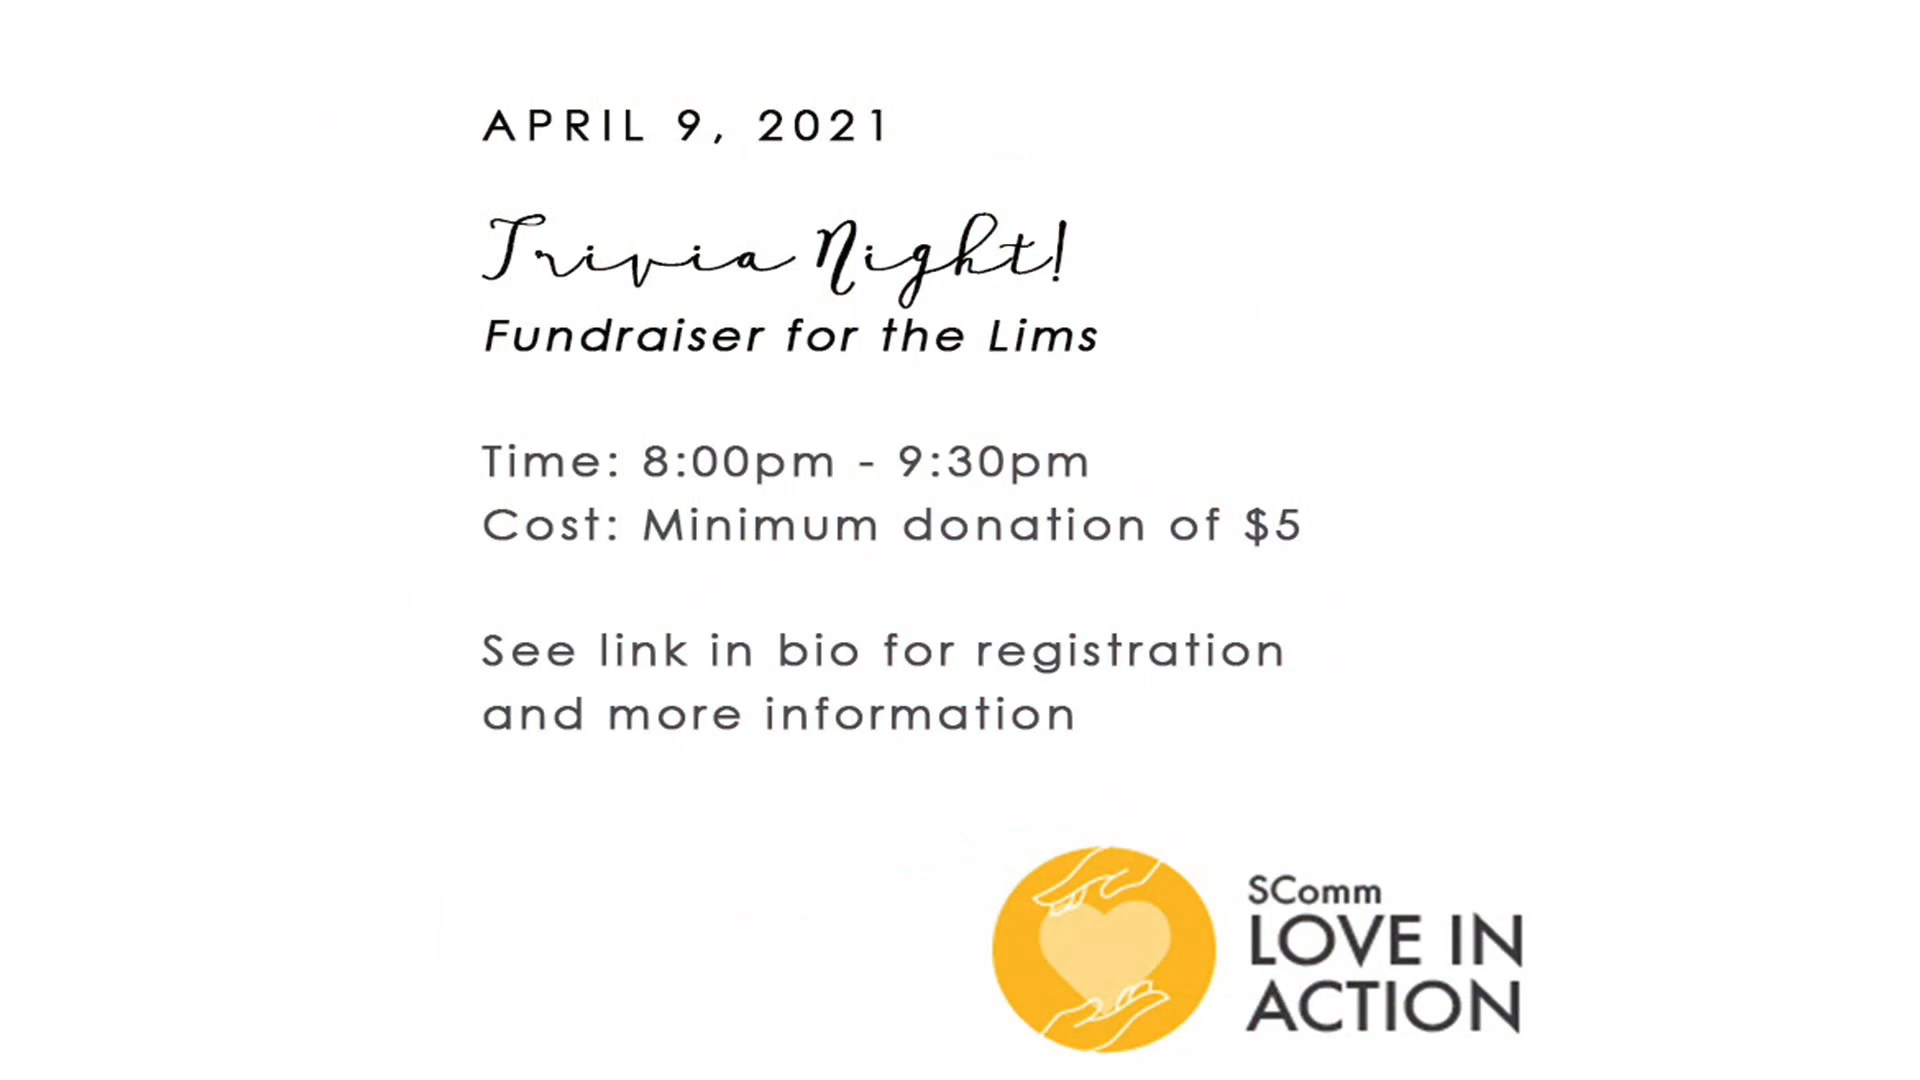 APRIL 9, 2021
Trivia Night!
Fundraiser for the Lims
Time: 8:00pm - 9:30pm
Cost: Minimum donation of $5
See link in bio for registration
and more information
SComm
LOVE IN
ACTION